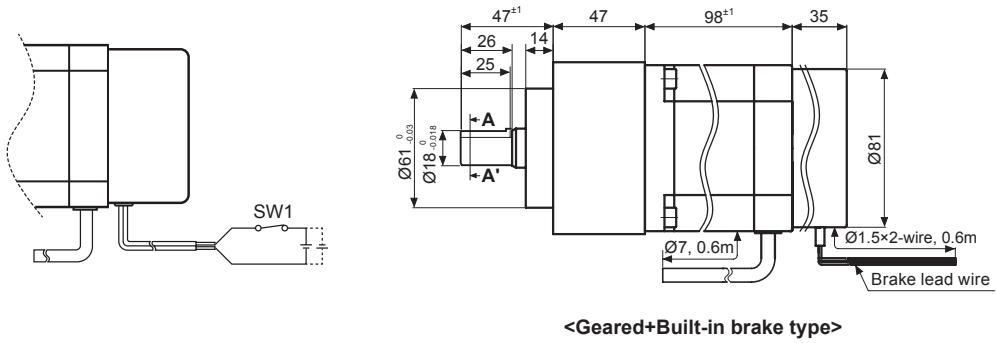 47±1
47
98±1
35
26
14
25
A
A'
Ø61 0 -0.03
Ø18 0 -0.018
Ø81
SW1
Ø7, 0.6m
Ø1.5×2-wire, 0.6m
Brake lead wire
<Geared+Built-in brake type>